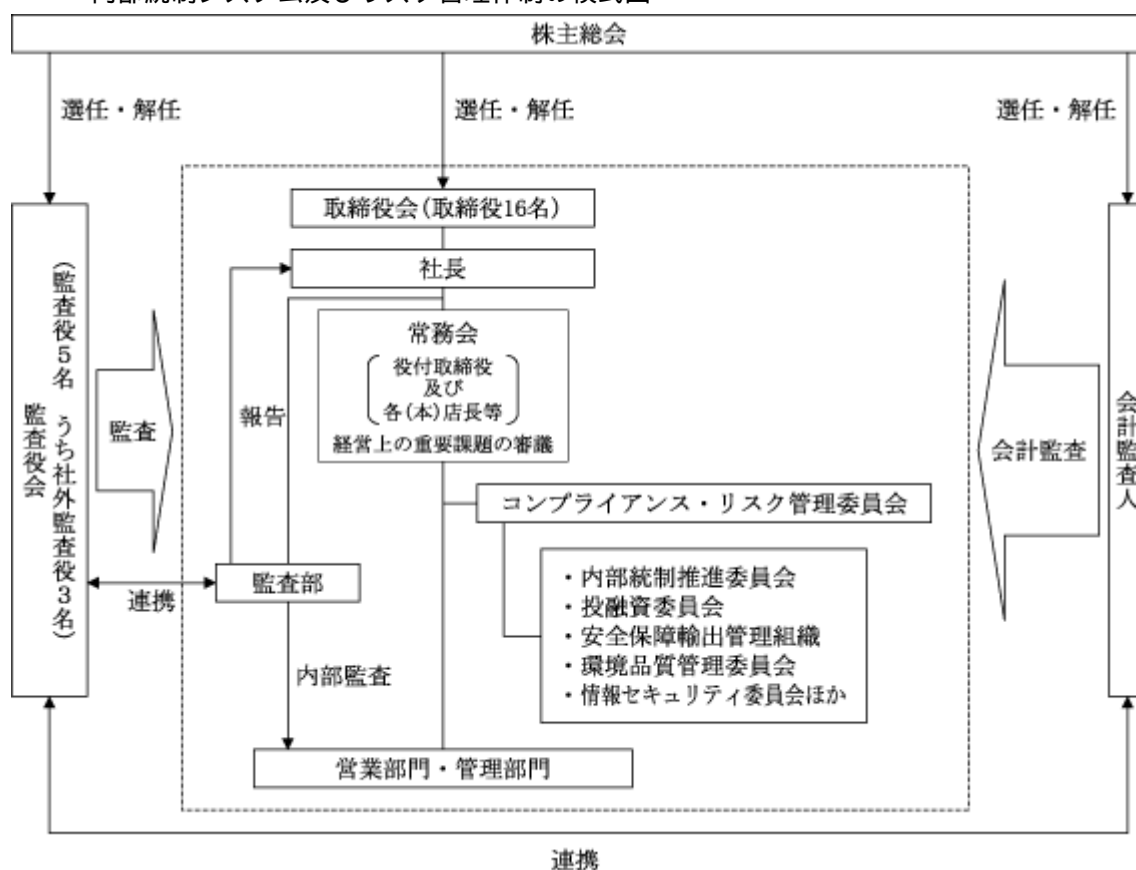 株主総会
選任・解任
選任・解任
選任・解任
取締役会(取締役16名)
社長
常務会
役付取締役
及び
各(本)店長等
経営上の重要課題の審議
監査役会
(監査役5名 うち社外監査役3名)
監査
報告
会計監査
会計監査人
コンプライアンス・リスク管理委員会
監査部
連携
・内部統制推進委員会
・投融資委員会
・安全保障輸出管理組織
・環境品質管理委員会
・情報セキュリティ委員会ほか
内部監査
営業部門・管理部門
連携